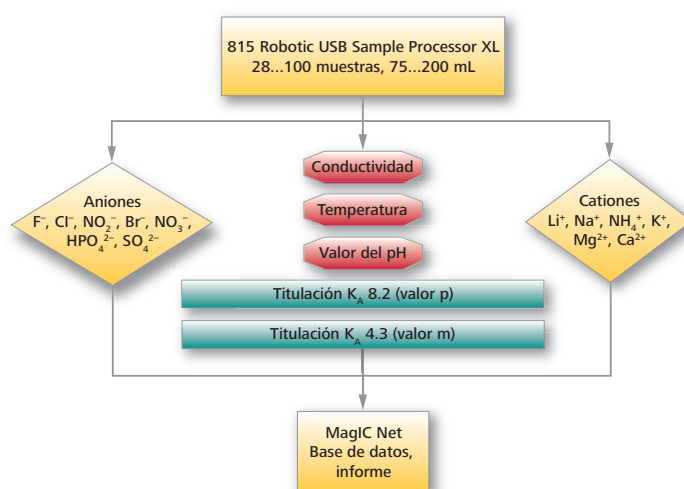 815 Robotic USB Sample Processor XL
28...100 muestras, 75...200 mL
Aniones
F⁻, Cl⁻, NO₂⁻, Br⁻, NO₃⁻,
HPO₄²⁻, SO₄²⁻
Conductividad
Temperatura
Valor del pH
Cationes
Li⁺, Na⁺, NH₄⁺, K⁺,
Mg²⁺, Ca²⁺
Titulación K_A 8.2 (valor p)
Titulación K_A 4.3 (valor m)
MagIC Net
Base de datos,
informe